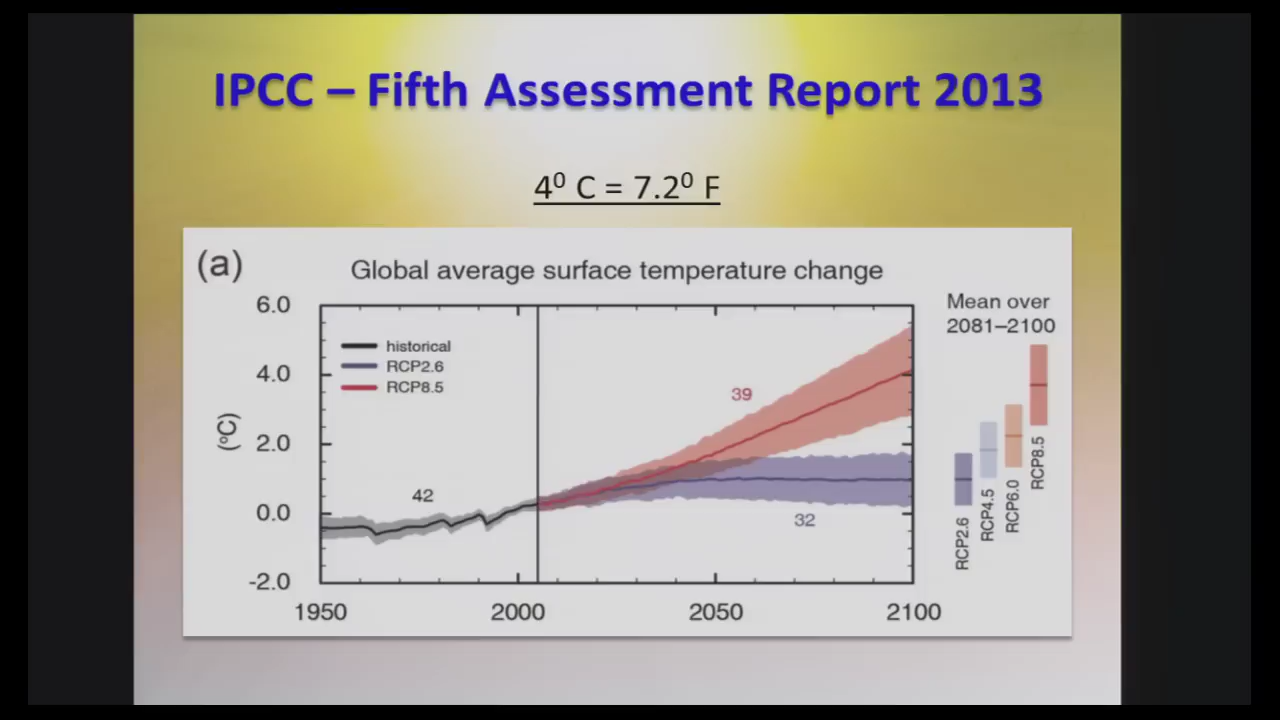 IPCC – Fifth Assessment Report 2013
4⁰ C = 7.2⁰ F
(a)
Global average surface temperature change
Mean over
2081–2100
6.0
4.0
2.0
0.0
-2.0
(°C)
historical
RCP2.6
RCP8.5
42
39
32
1950
2000
2050
2100
RCP2.6
RCP4.5
RCP6.0
RCP8.5